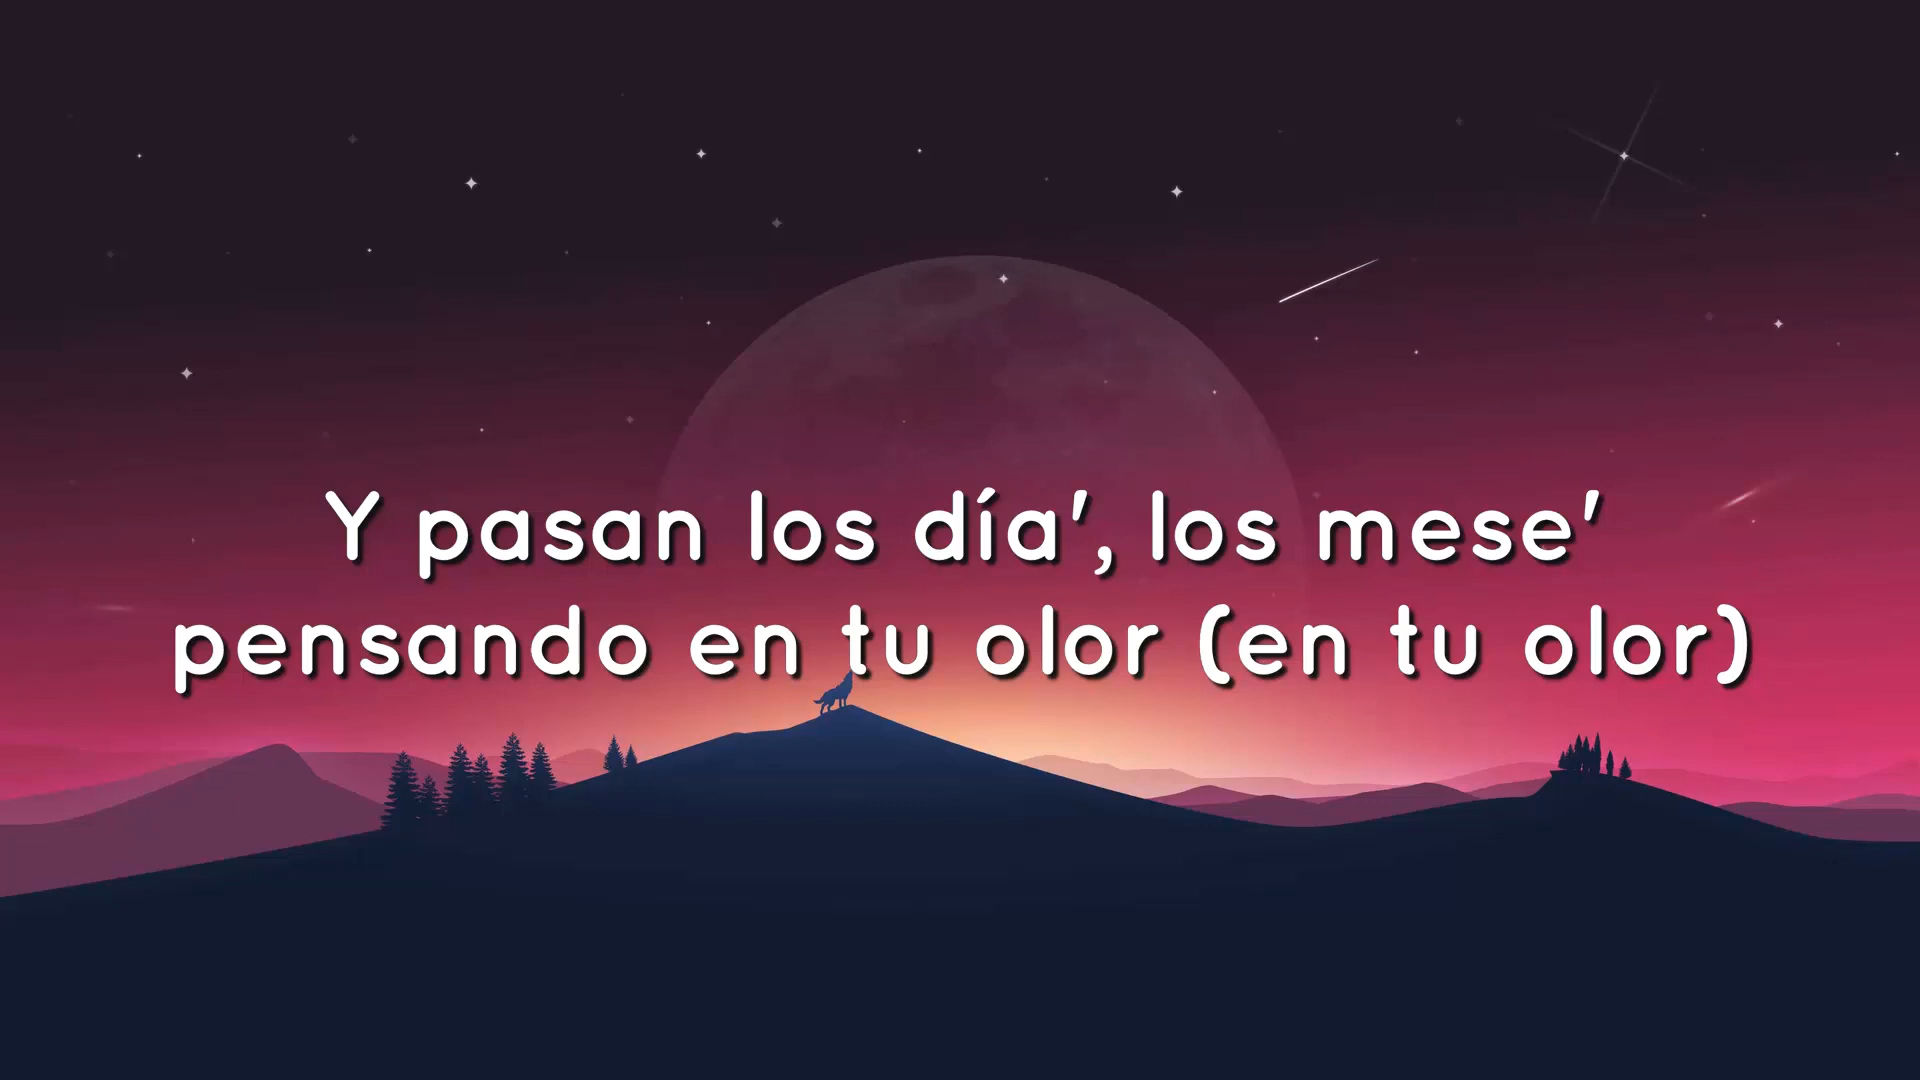 Y pasan los día', los mese'
pensando en tu olor (en tu olor)